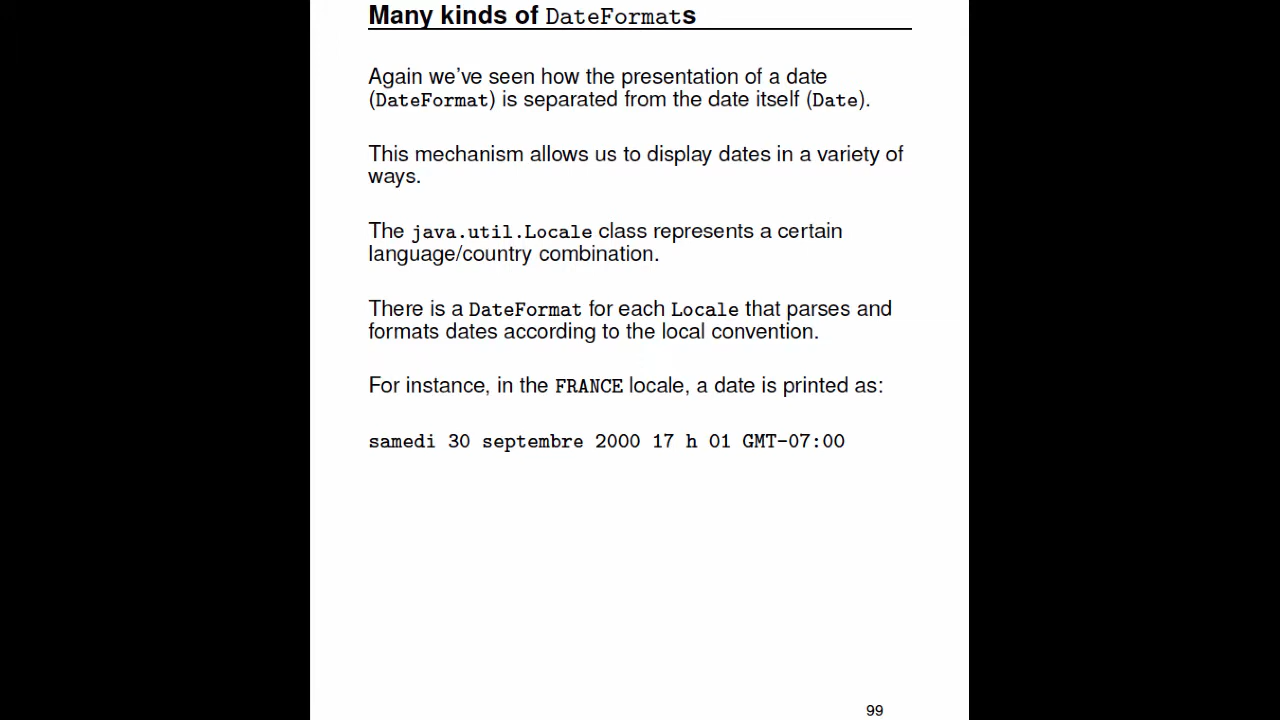 Many kinds of DateFormats
Again we've seen how the presentation of a date
(DateFormat) is separated from the date itself (Date).
This mechanism allows us to display dates in a variety of
ways.
The java.util.Locale class represents a certain
language/country combination.
There is a DateFormat for each Locale that parses and
formats dates according to the local convention.
For instance, in the FRANCE locale, a date is printed as:
samedi 30 septembre 2000 17 h 01 GMT-07:00
99